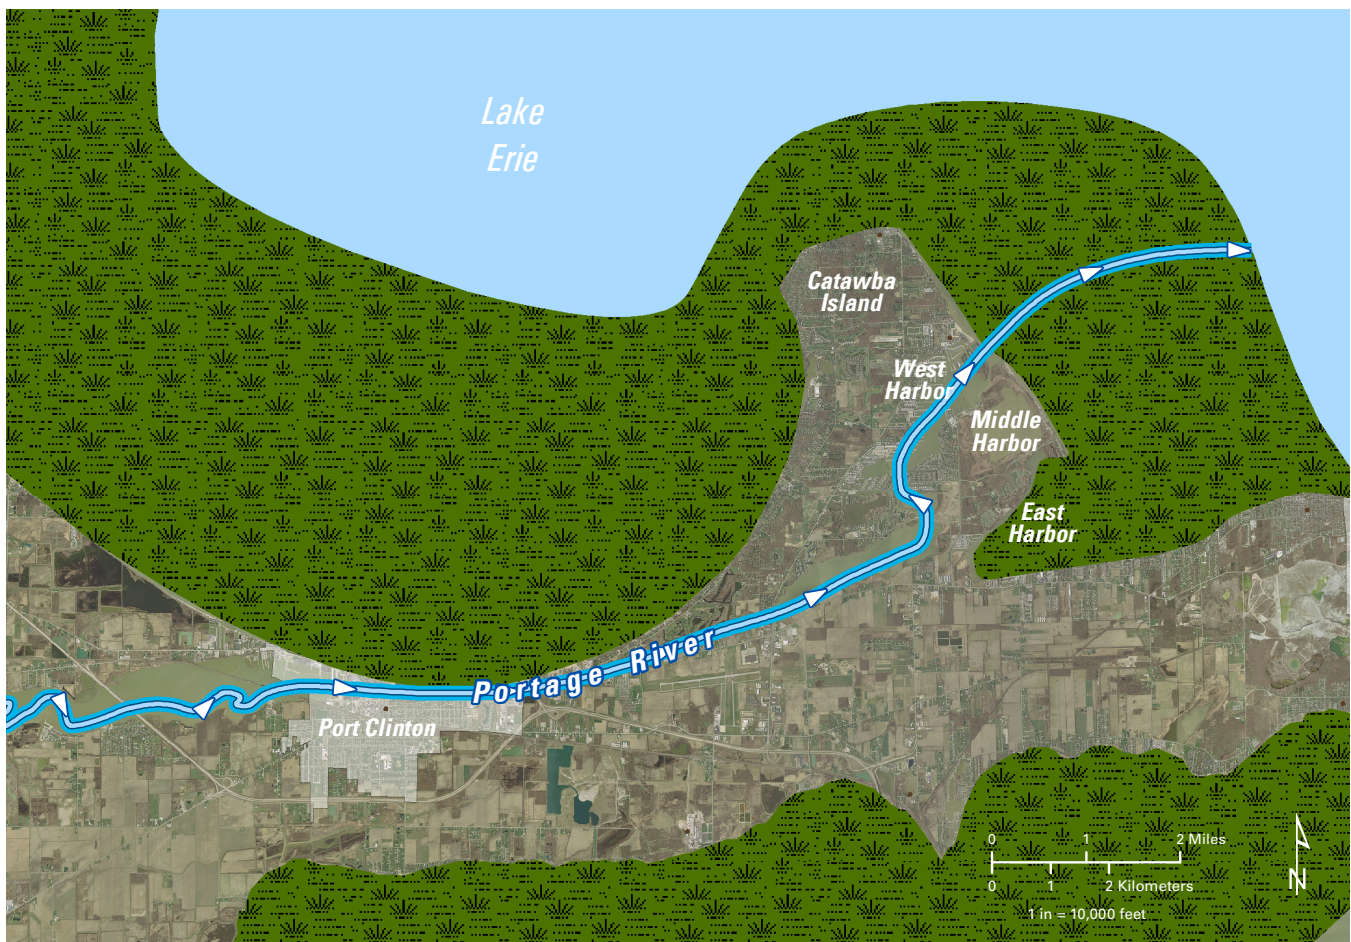 Lake
Erie
Catawba
Island
West
Harbor
Middle
Harbor
East
Harbor
Portage River
Port Clinton
0 1 2 Miles
0 1 2 Kilometers
1 in = 10,000 feet
N